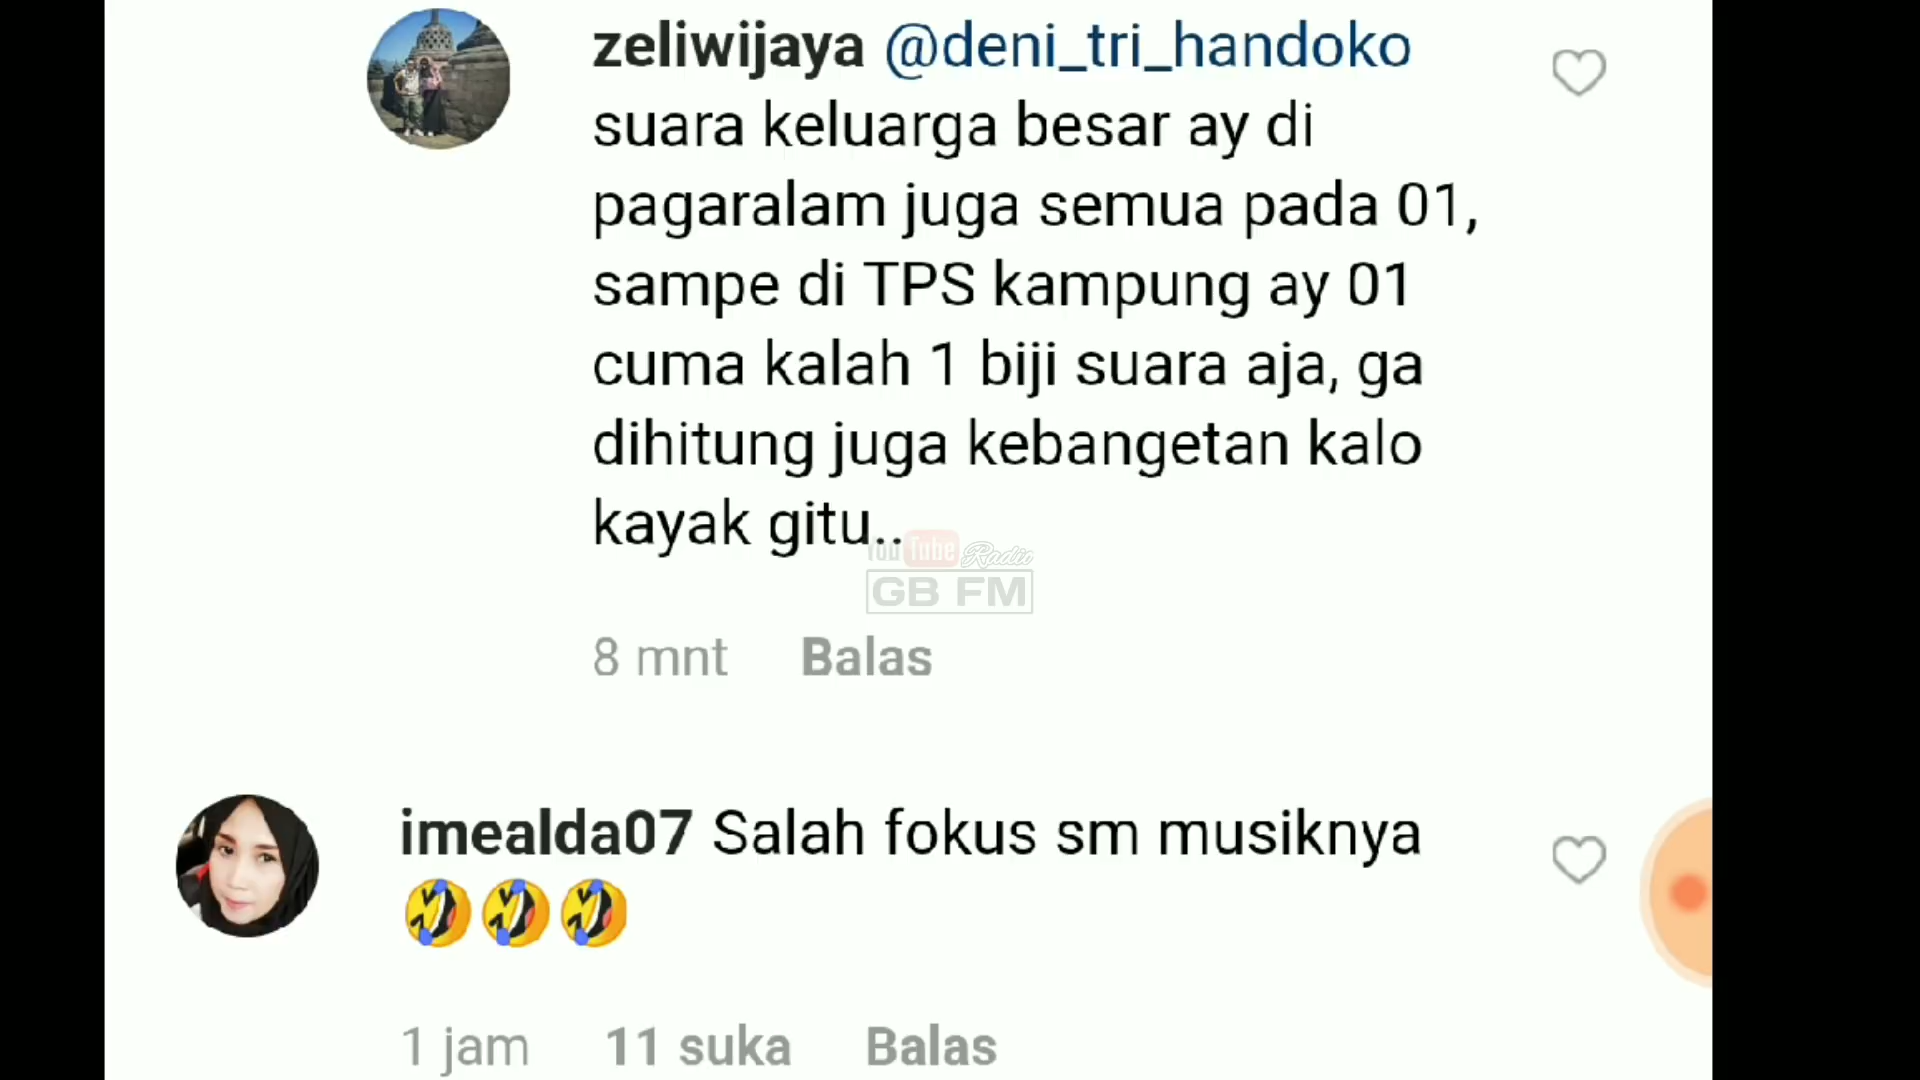 zeliwijaya @deni_tri_handoko
suara keluarga besar ay di
pagaralam juga semua pada 01,
sampe di TPS kampung ay 01
cuma kalah 1 biji suara aja, ga
dihitung juga kebangetan kalo
kayak gitu..
YouTube Radio
GB FM
8 mnt Balas
imealda07 Salah fokus sm musiknya
🤣🤣🤣
1 jam 11 suka Balas